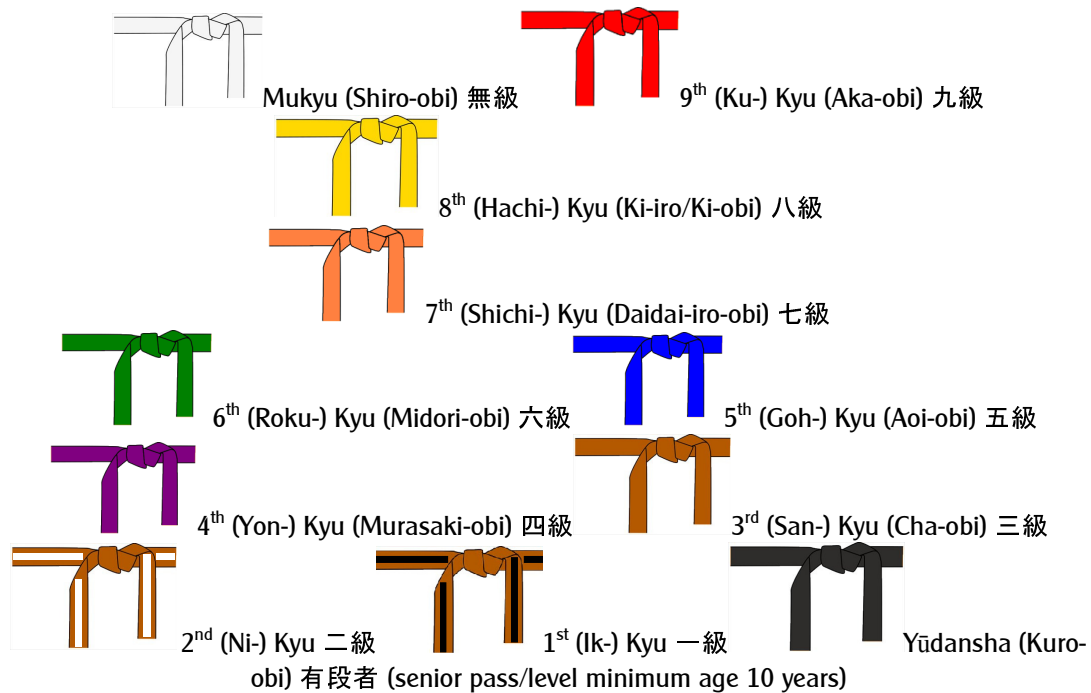 Mukyu (Shiro-obi) 無級 9th (Ku-) Kyu (Aka-obi) 九級
8th (Hachi-) Kyu (Ki-iro/Ki-obi) 八級
7th (Shichi-) Kyu (Daidai-iro-obi) 七級
6th (Roku-) Kyu (Midori-obi) 六級 5th (Goh-) Kyu (Aoi-obi) 五級
4th (Yon-) Kyu (Murasaki-obi) 四級 3rd (San-) Kyu (Cha-obi) 三級
2nd (Ni-) Kyu 二級 1st (Ik-) Kyu 一級 Yūdansha (Kuro-
obi) 有段者 (senior pass/level minimum age 10 years)